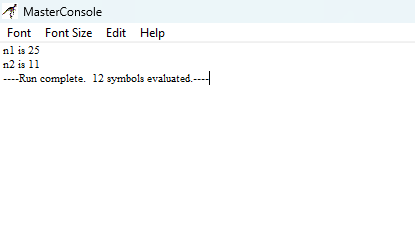 MasterConsole
Font Font Size Edit Help
n1 is 25
n2 is 11
----Run complete.  12 symbols evaluated.----